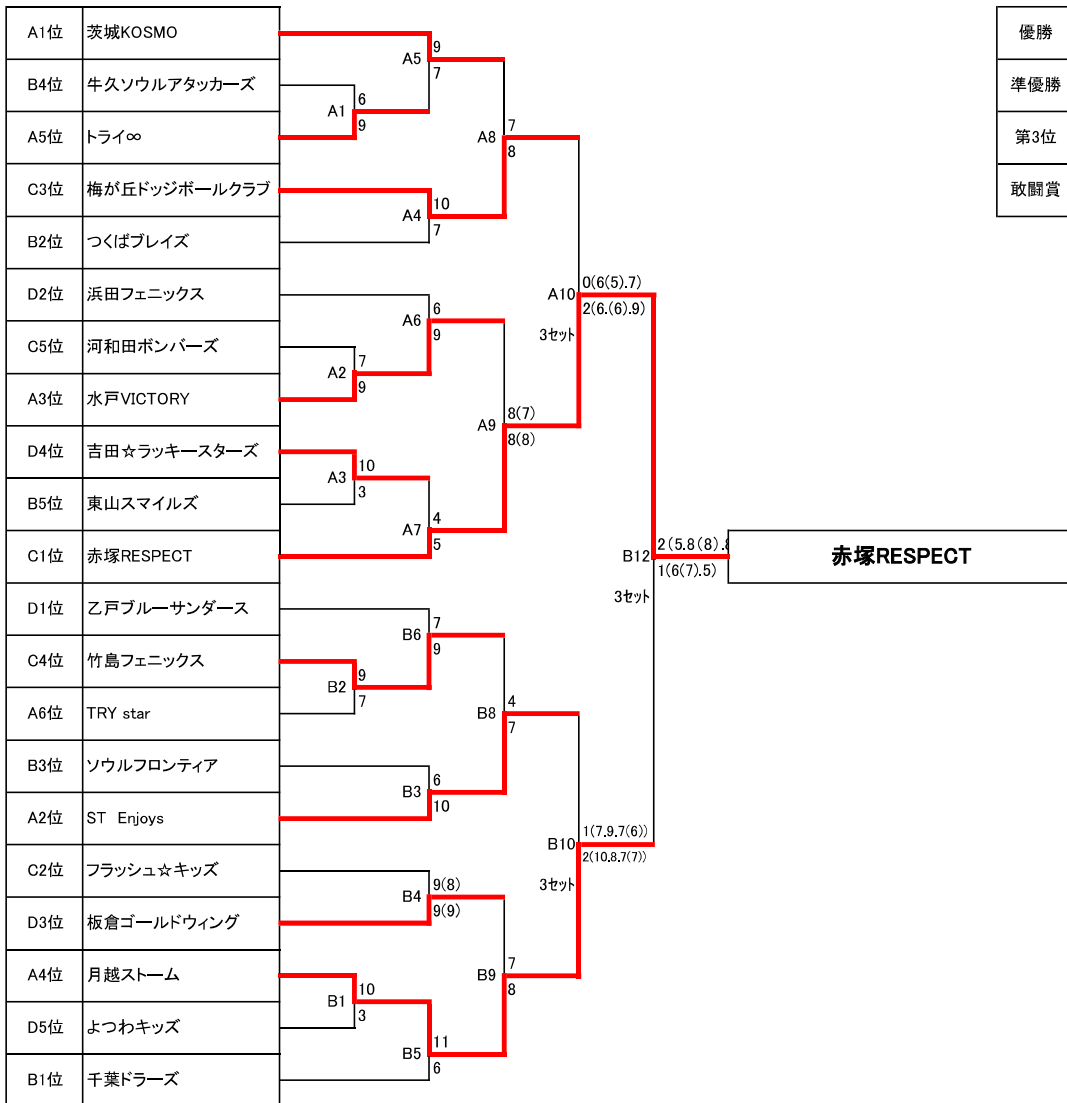 A1位 茨城KOSMO
B4位 牛久ソウルアタッカーズ
A5位 トライ∞
C3位 梅が丘ドッジボールクラブ
B2位 つくばブレイズ
D2位 浜田フェニックス
C5位 河和田ボンバーズ
A3位 水戸VICTORY
D4位 吉田☆ラッキースターズ
B5位 東山スマイルズ
C1位 赤塚RESPECT
D1位 乙戸ブルーサンダース
C4位 竹島フェニックス
A6位 TRY star
B3位 ソウルフロンティア
A2位 ST Enjoys
C2位 フラッシュ☆キッズ
D3位 板倉ゴールドウィング
A4位 月越ストーム
D5位 よつわキッズ
B1位 千葉ドラーズ
A1 6 9
A2 7 9
A3 10 3
B2 9 7
B1 10 3
A5 9 7
A4 10 7
A6 6 9
A7 4 5
B6 7 9
B3 6 10
B4 9(8) 9(9)
B5 11 6
A8 7 8
A9 8(7) 8(8)
B8 4 7
B9 7 8
A10 0(6(5).7) 2(6.(6).9)
3セット
B10 1(7.9.7(6)) 2(10.8.7(7))
3セット
B12 2(5.8(8).8 1(6(7).5)
3セット
赤塚RESPECT
優勝
準優勝
第3位
敢闘賞